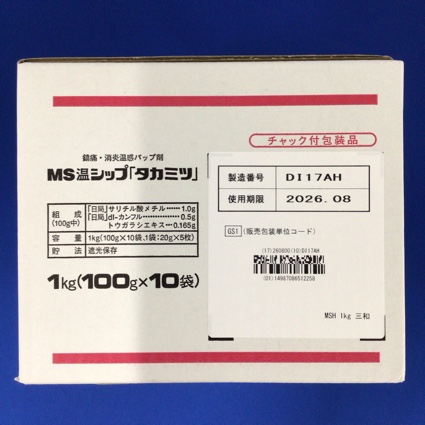 チャック付包装品
鎮痛・消炎温感パップ剤
MS温シップ「タカミツ」
組成
(100g中)
「日局」サリチル酸メチル……1.0g
「日局」dl-カンフル……0.5g
トウガラシエキス……0.165g
容量 1kg(100g×10袋、1袋:20g×5枚)
貯法 遮光保存
1kg(100g×10袋)
製造番号 DI17AH
使用期限 2026.08
GS1 (販売包装単位コード)
(17)260800(10)DI17AH
(01)14987086512258
MSH 1kg 三和